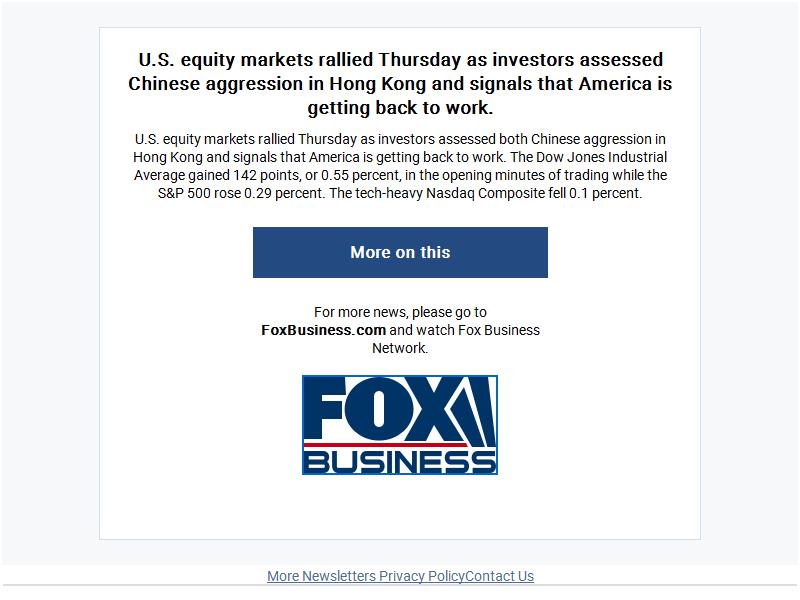 U.S. equity markets rallied Thursday as investors assessed
Chinese aggression in Hong Kong and signals that America is
getting back to work.
U.S. equity markets rallied Thursday as investors assessed both Chinese aggression in
Hong Kong and signals that America is getting back to work. The Dow Jones Industrial
Average gained 142 points, or 0.55 percent, in the opening minutes of trading while the
S&P 500 rose 0.29 percent. The tech-heavy Nasdaq Composite fell 0.1 percent.
More on this
For more news, please go to
FoxBusiness.com and watch Fox Business
Network.
FOX
BUSINESS
More Newsletters Privacy PolicyContact Us